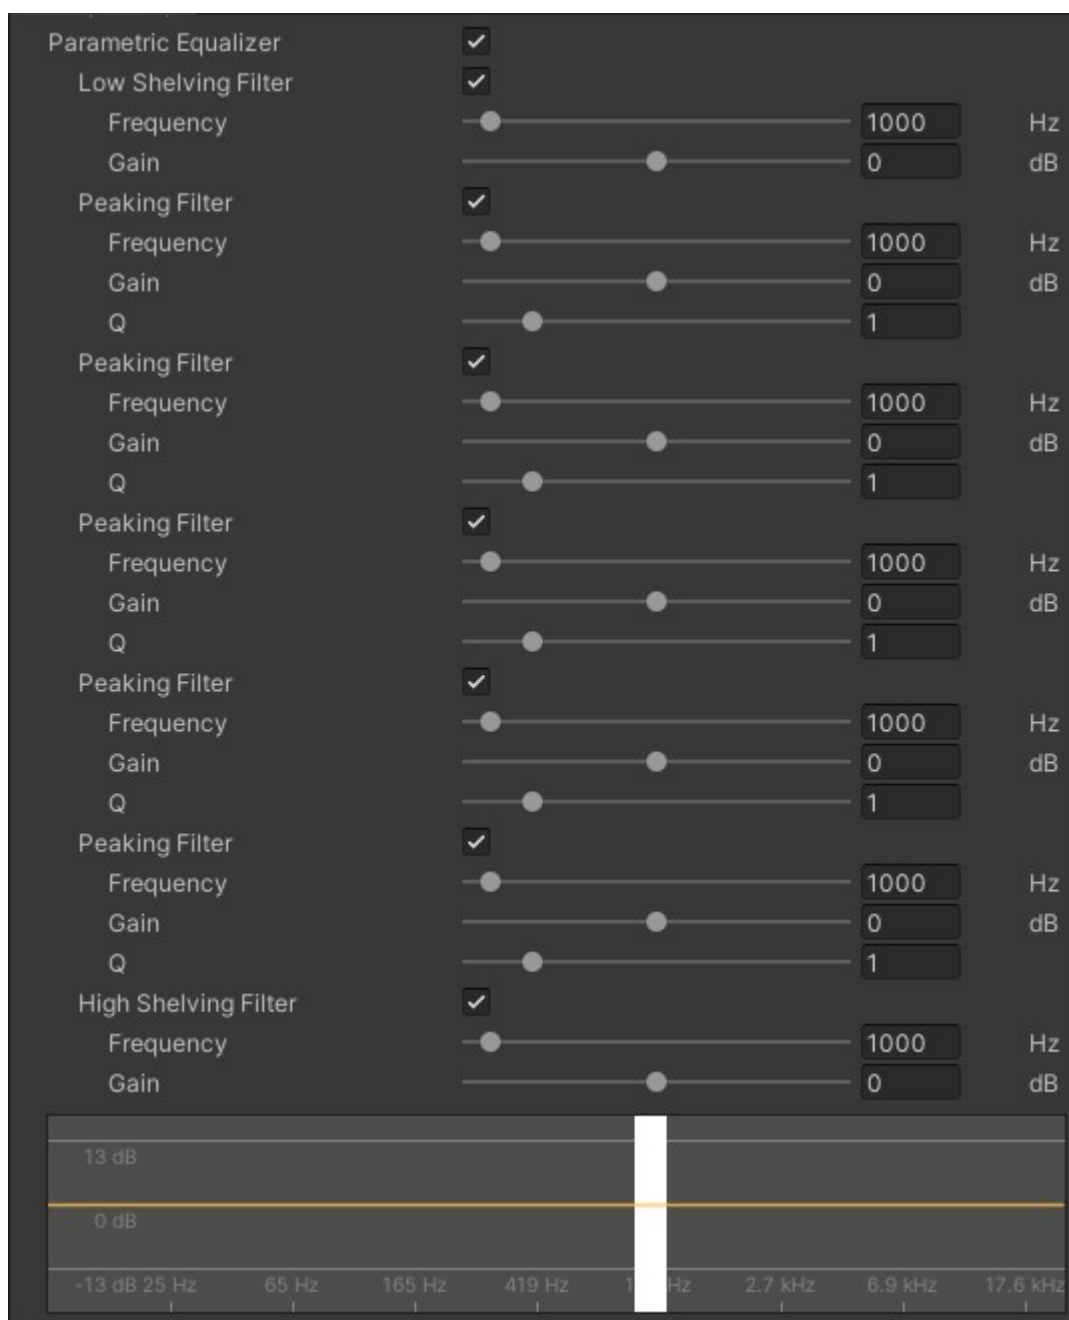 Parametric Equalizer
Low Shelving Filter
Frequency 1000 Hz
Gain 0 dB
Peaking Filter
Frequency 1000 Hz
Gain 0 dB
Q 1
Peaking Filter
Frequency 1000 Hz
Gain 0 dB
Q 1
Peaking Filter
Frequency 1000 Hz
Gain 0 dB
Q 1
Peaking Filter
Frequency 1000 Hz
Gain 0 dB
Q 1
Peaking Filter
Frequency 1000 Hz
Gain 0 dB
Q 1
High Shelving Filter
Frequency 1000 Hz
Gain 0 dB
13 dB
0 dB
-13 dB 25 Hz 65 Hz 165 Hz 419 Hz Hz 2.7 kHz 6.9 kHz 17.6 kHz